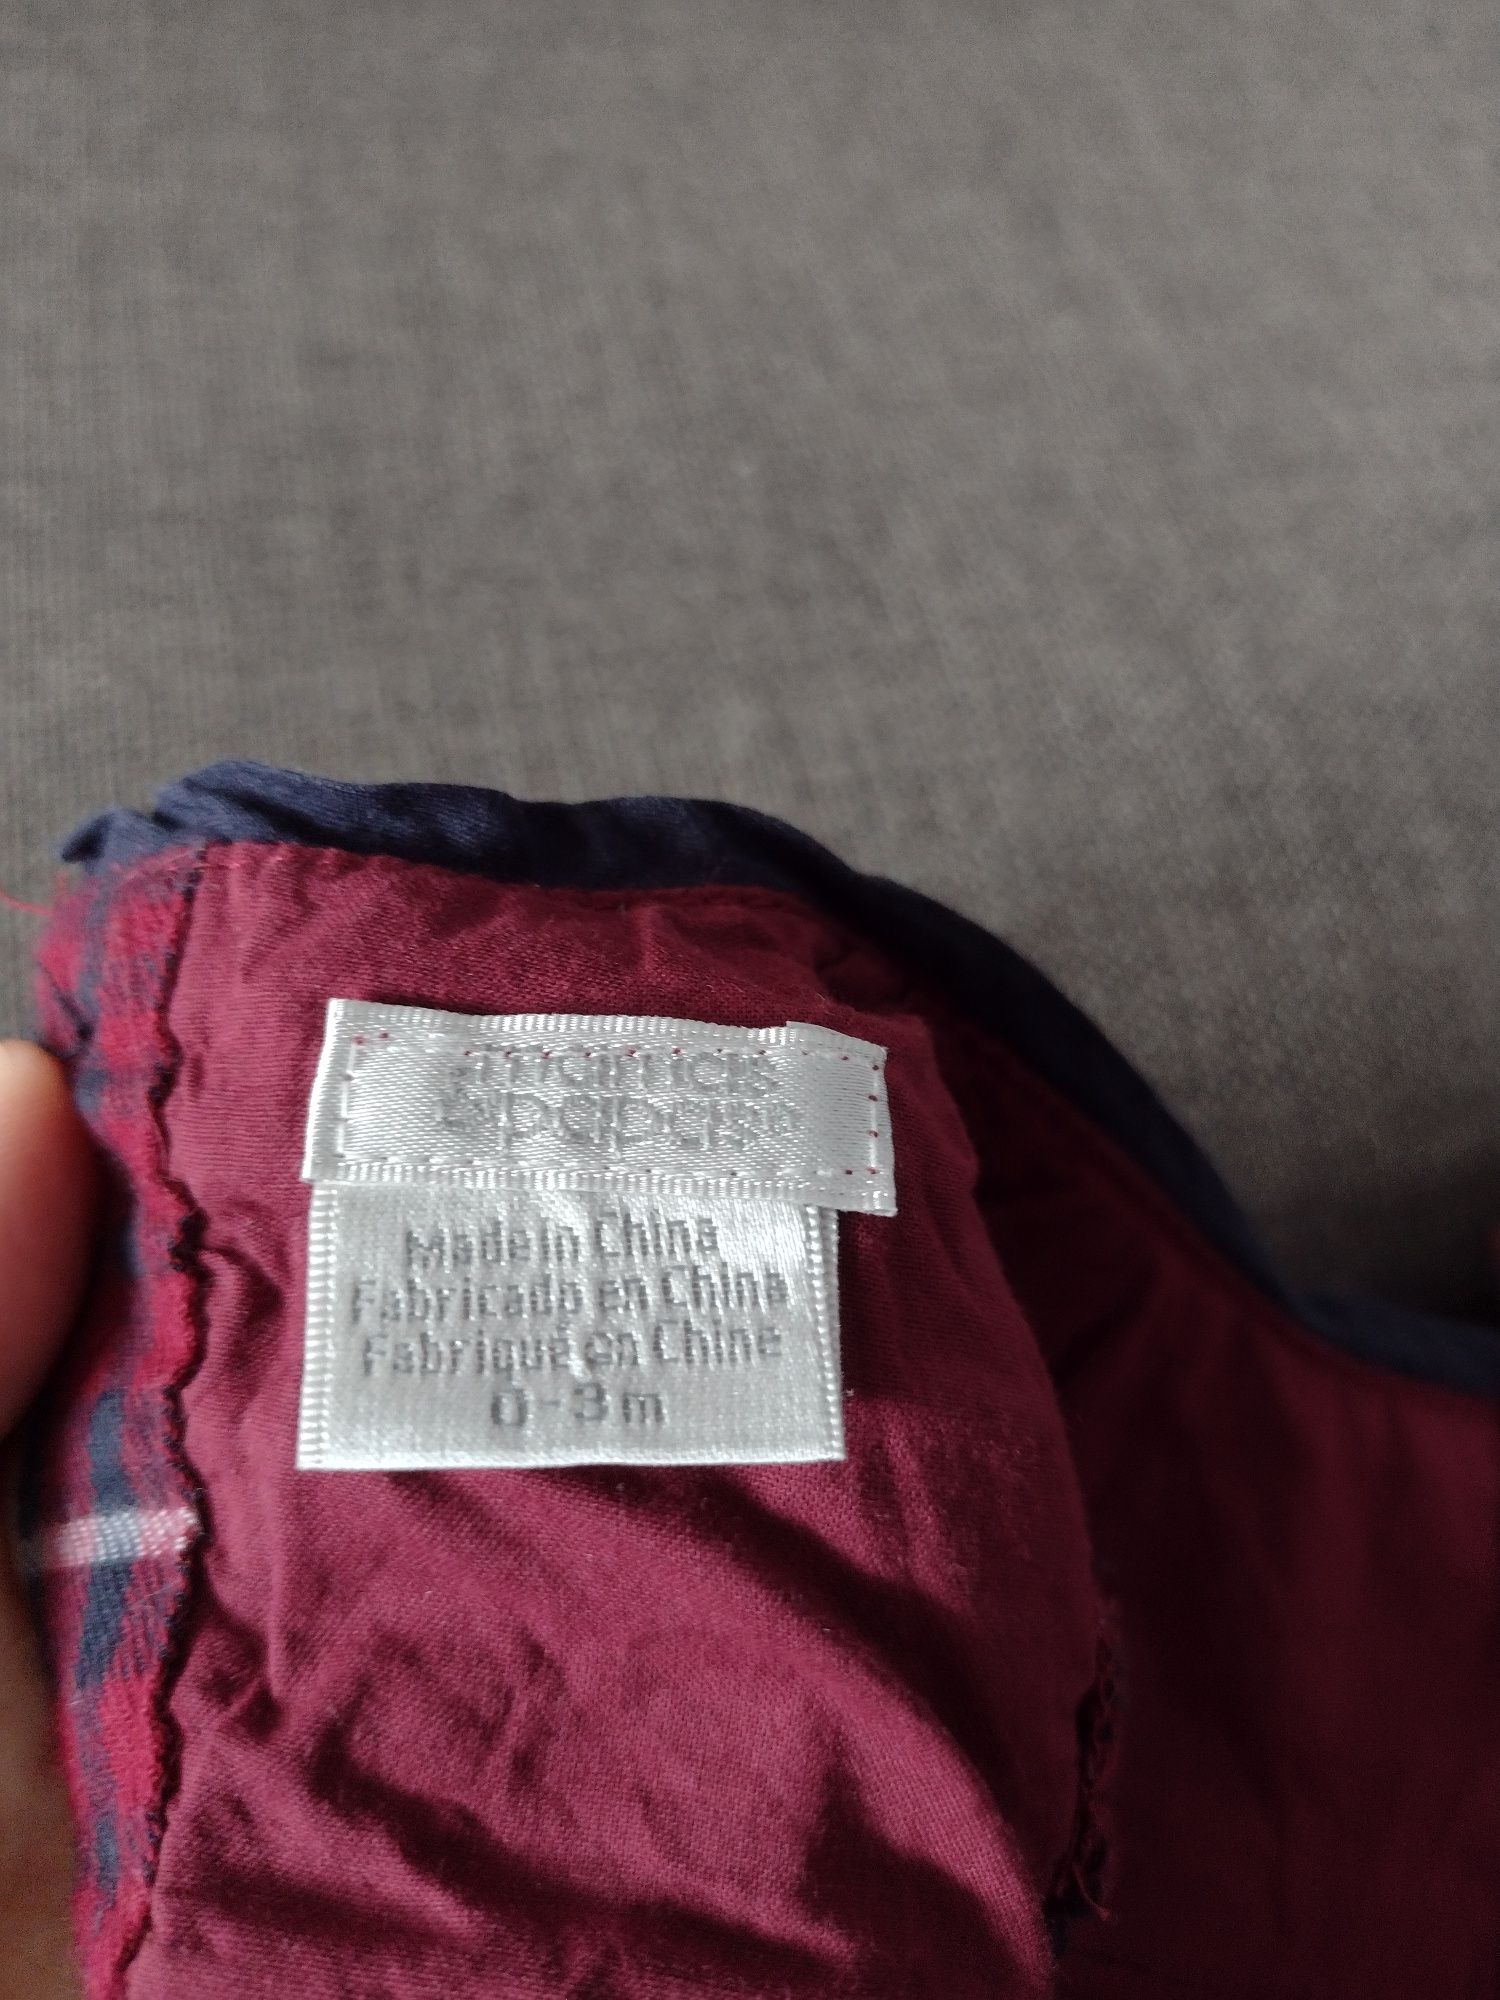 mamas
& papas®
Made in China
Fabricado en China
Fabriqué en Chine
0-3m